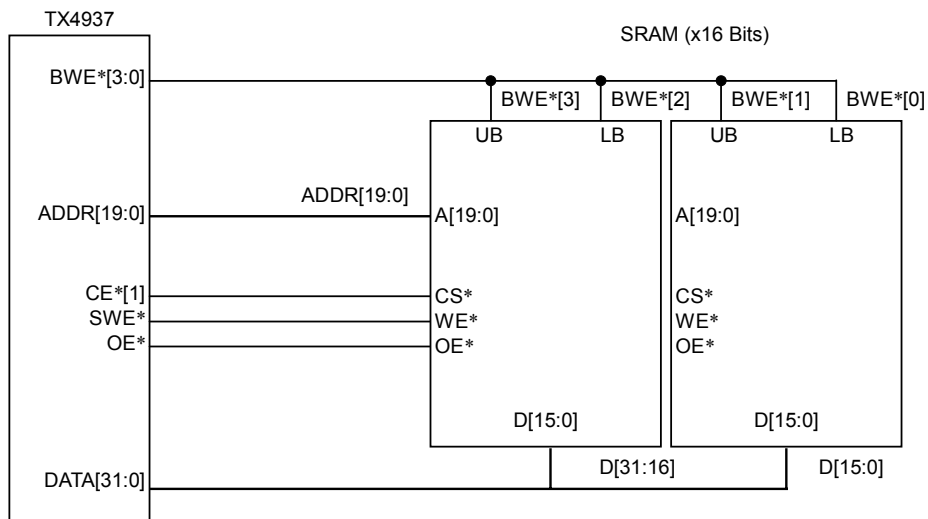 TX4937
SRAM (x16 Bits)
BWE*[3:0]
BWE*[3] BWE*[2] BWE*[1] BWE*[0]
UB LB UB LB
ADDR[19:0]
ADDR[19:0] A[19:0] A[19:0]
CE*[1] CS* CS*
SWE* WE* WE*
OE* OE* OE*
D[15:0] D[15:0]
D[31:16] D[15:0]
DATA[31:0]